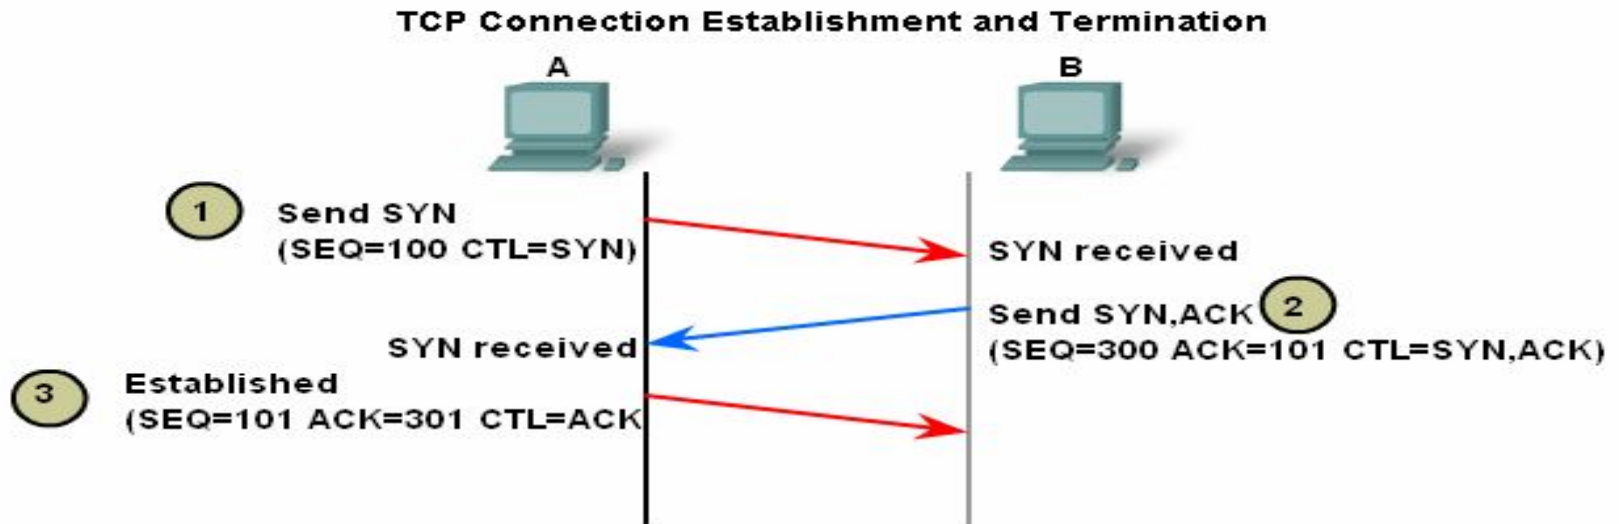 TCP Connection Establishment and Termination
A
B
1
Send SYN
(SEQ=100 CTL=SYN)
SYN received
Send SYN,ACK
2
(SEQ=300 ACK=101 CTL=SYN,ACK)
SYN received
3
Established
(SEQ=101 ACK=301 CTL=ACK